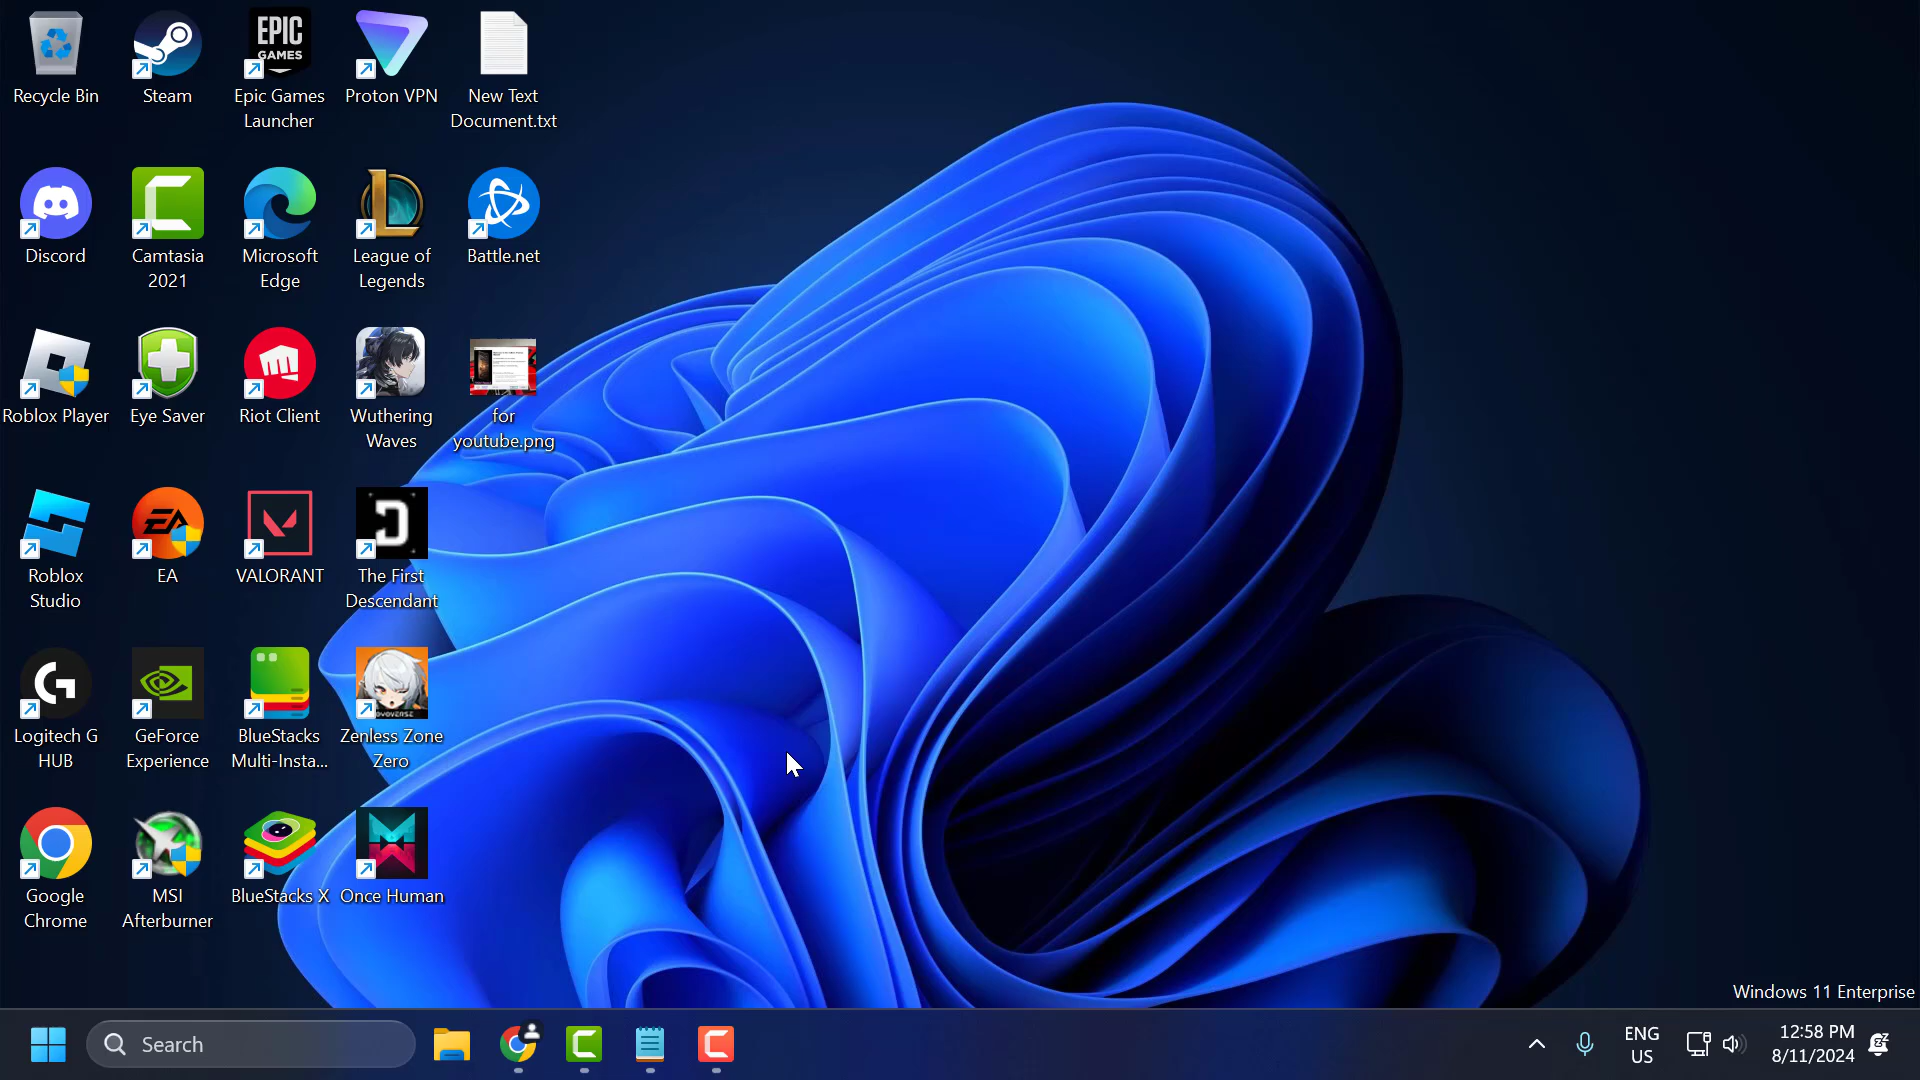 Recycle Bin
Steam
EPIC
GAMES
Epic Games
Launcher
Proton VPN
New Text
Document.txt
Discord
Camtasia
2021
Microsoft
Edge
League of
Legends
Battle.net
Roblox Player
Eye Saver
Riot Client
Wuthering
Waves
for
youtube.png
Roblox
Studio
EA
EA
VALORANT
The First
Descendant
Logitech G
HUB
GeForce
Experience
BlueStacks
Multi-Insta...
Zenless Zone
Zero
Google
Chrome
MSI
Afterburner
BlueStacks X
Once Human
Windows 11 Enterprise
Search
ENG
US
12:58 PM
8/11/2024